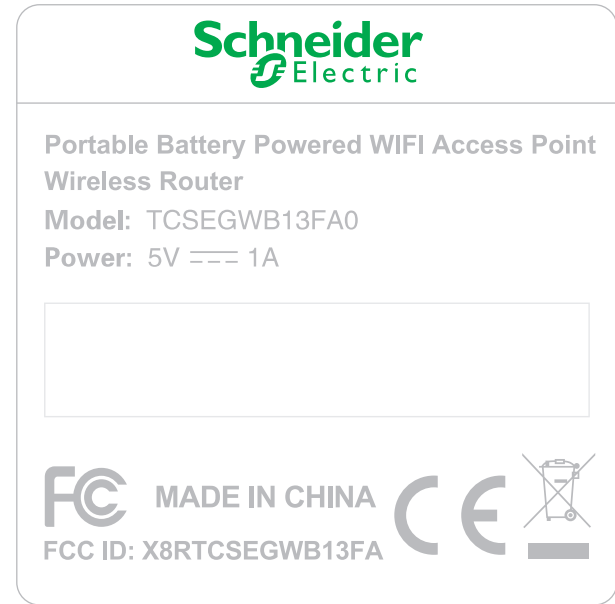 Schneider
Electric
Portable Battery Powered WIFI Access Point
Wireless Router
Model: TCSEGWB13FA0
Power: 5V ⎓ 1A
FC MADE IN CHINA CE
FCC ID: X8RTCSEGWB13FA